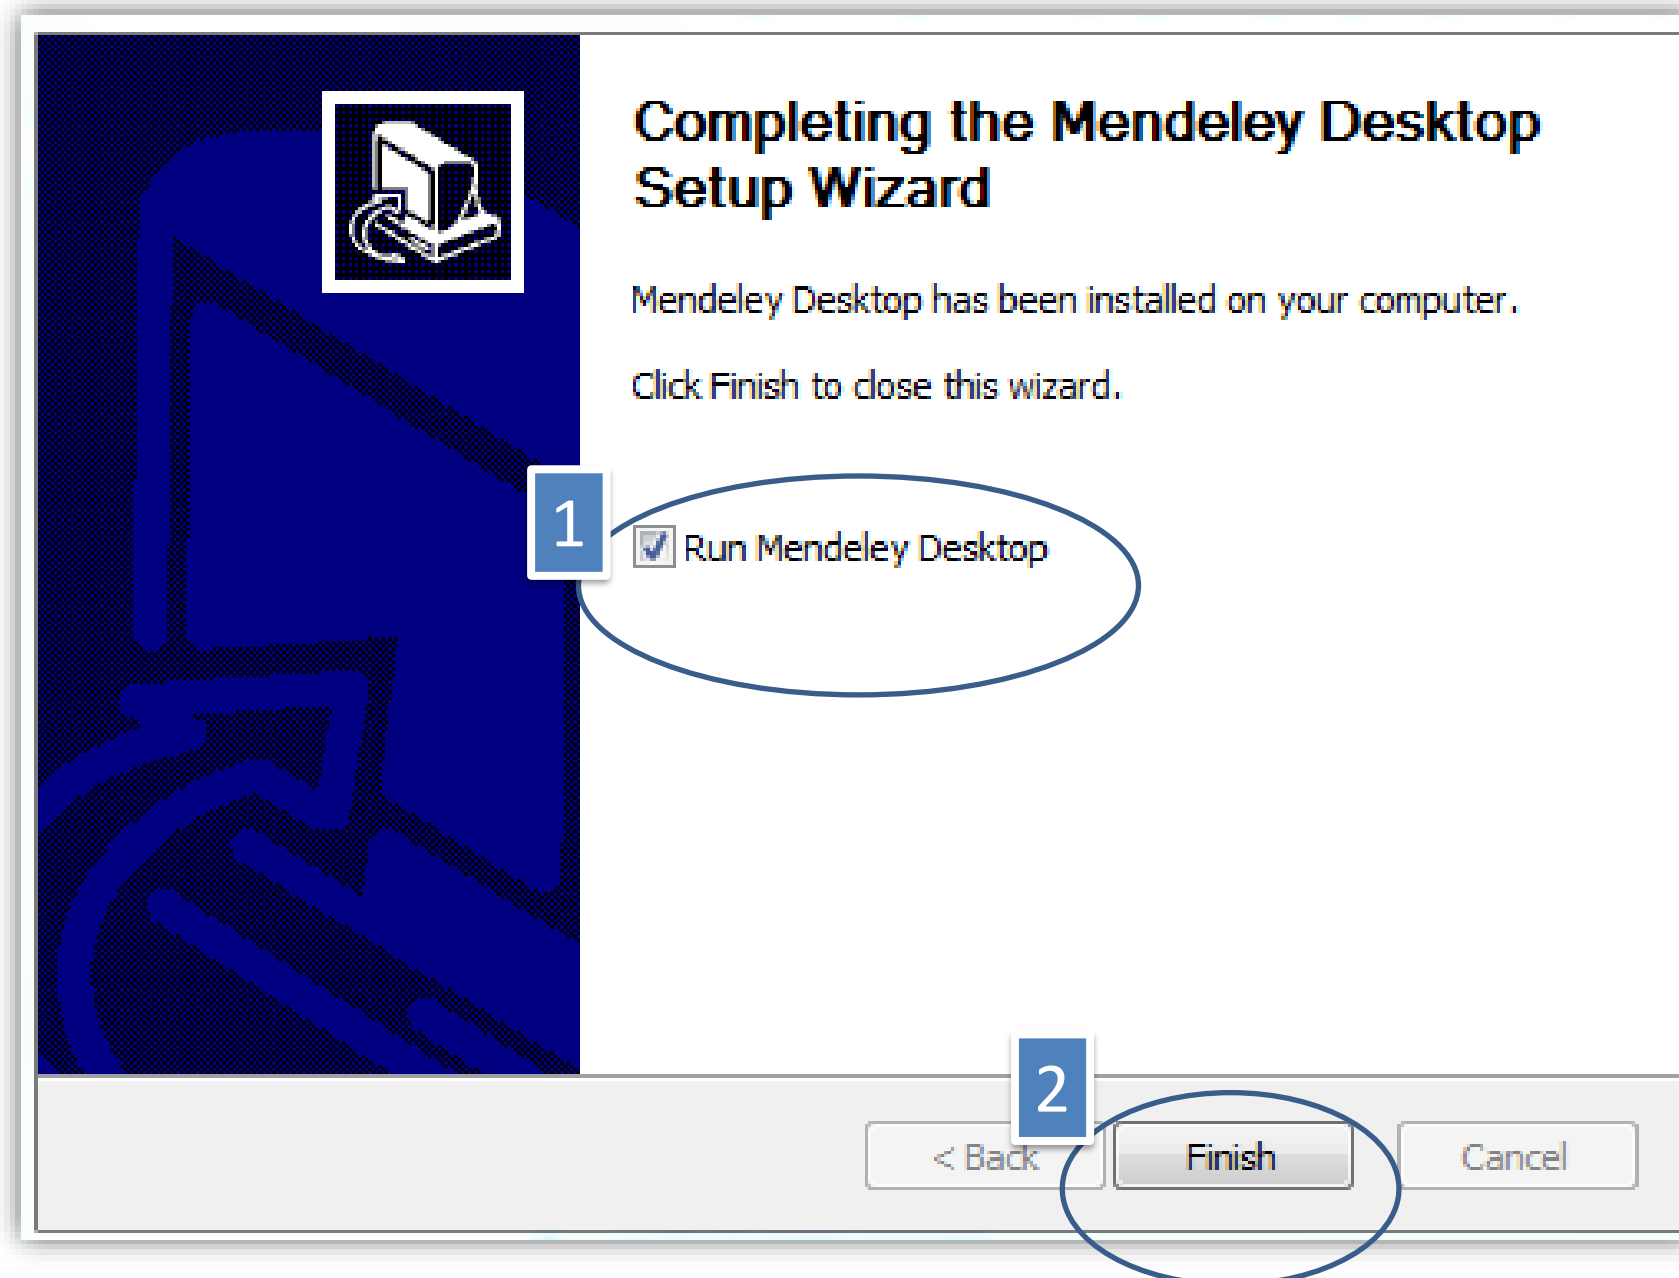 Completing the Mendeley Desktop
Setup Wizard
Mendeley Desktop has been installed on your computer.
Click Finish to close this wizard.
1
Run Mendeley Desktop
2
< Back
Finish
Cancel